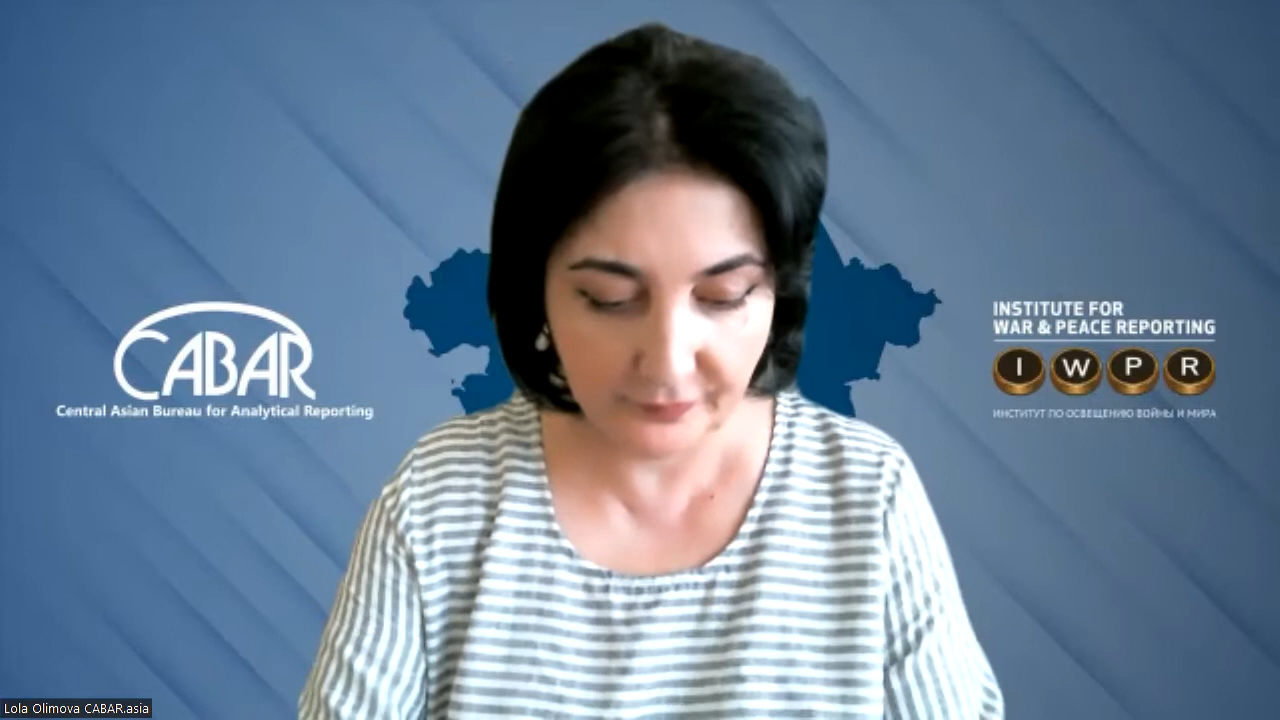 CABAR
Central Asian Bureau for Analytical Reporting
INSTITUTE FOR
WAR & PEACE REPORTING
I W P R
ИНСТИТУТ ПО ОСВЕЩЕНИЮ ВОЙНЫ И МИРА
Lola Olimova CABAR.asia